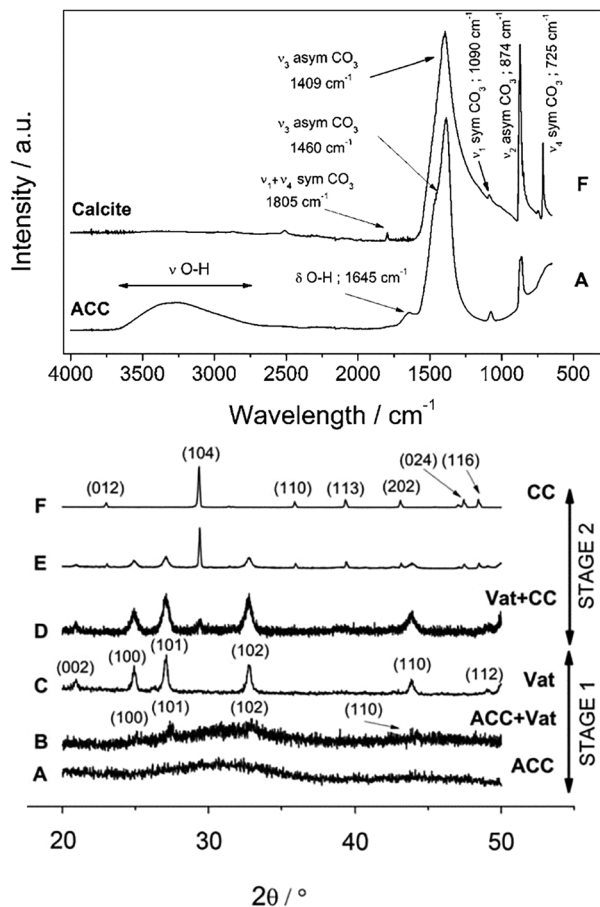 Intensity / a.u.
ν3 asym CO3
1409 cm-1
ν3 asym CO3
1460 cm-1
ν1+ν4 sym CO3
1805 cm-1
ν1 sym CO3 ; 1090 cm-1
ν2 asym CO3 ; 874 cm-1
ν4 sym CO3 ; 725 cm-1
F
Calcite
ν O-H
δ O-H ; 1645 cm-1
A
ACC
4000 3500 3000 2500 2000 1500 1000 500
Wavelength / cm-1
(104)
(024) (116)
F (012) (110) (113) (202) CC
E
D Vat+CC
STAGE 2
(002) (100) (101) (102) (110) (112)
C Vat
(100) (101) (102) (110) ACC+Vat
B
A ACC
STAGE 1
20 30 40 50
2θ / °